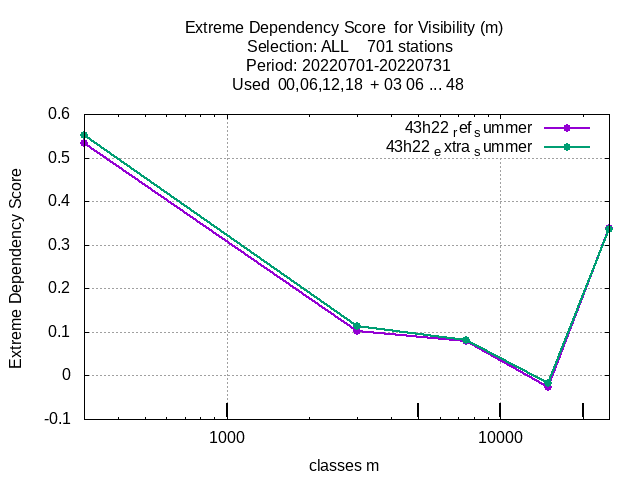 Extreme Dependency Score  for Visibility (m)
Selection: ALL    701 stations
Period: 20220701-20220731
Used  00,06,12,18  + 03 06 ... 48
43h22 ref summer
43h22 extra summer
Extreme Dependency Score
0.6
0.5
0.4
0.3
0.2
0.1
0
-0.1
1000
10000
classes m